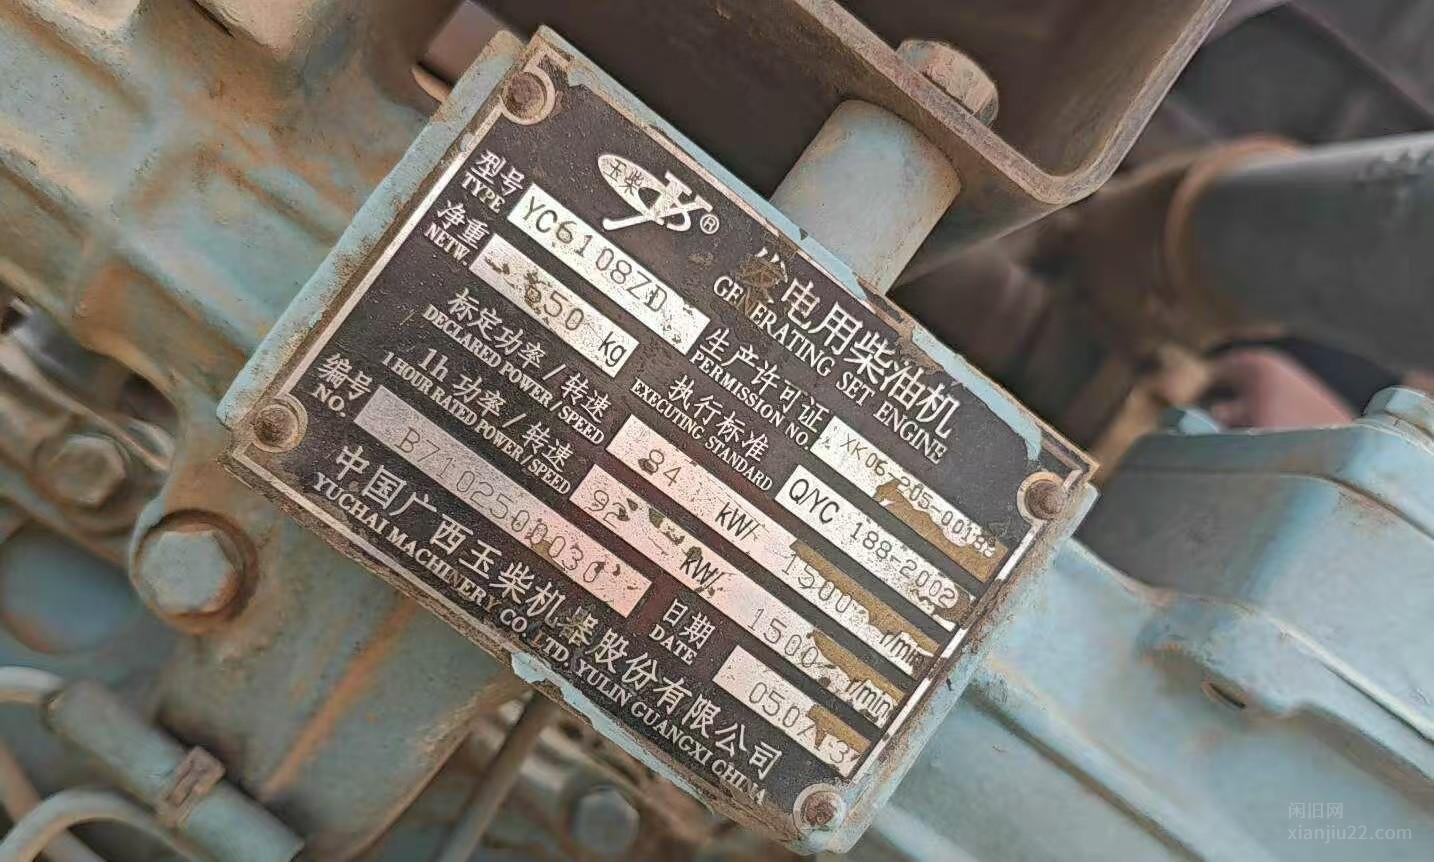 玉柴 ®
发电用柴油机
GENERATING SET ENGINE
型号 YC6108ZD 生产许可证
TYPE PERMISSION NO. XK06-205-00188
净重 650 kg 执行标准
NETW. EXECUTING STANDARD Q/YC 188-2002
标定功率/转速 84 kW/ 1500 r/min
DECLARED POWER/SPEED
1h 功率/转速 92 kW/ 1500 r/min
1 HOUR RATED POWER/SPEED
编号 日期
NO. DATE
中国广西玉柴机器股份有限公司
YUCHAI MACHINERY CO. LTD. YULIN GUANGXI CHINA
闲旧网
xianjiu22.com